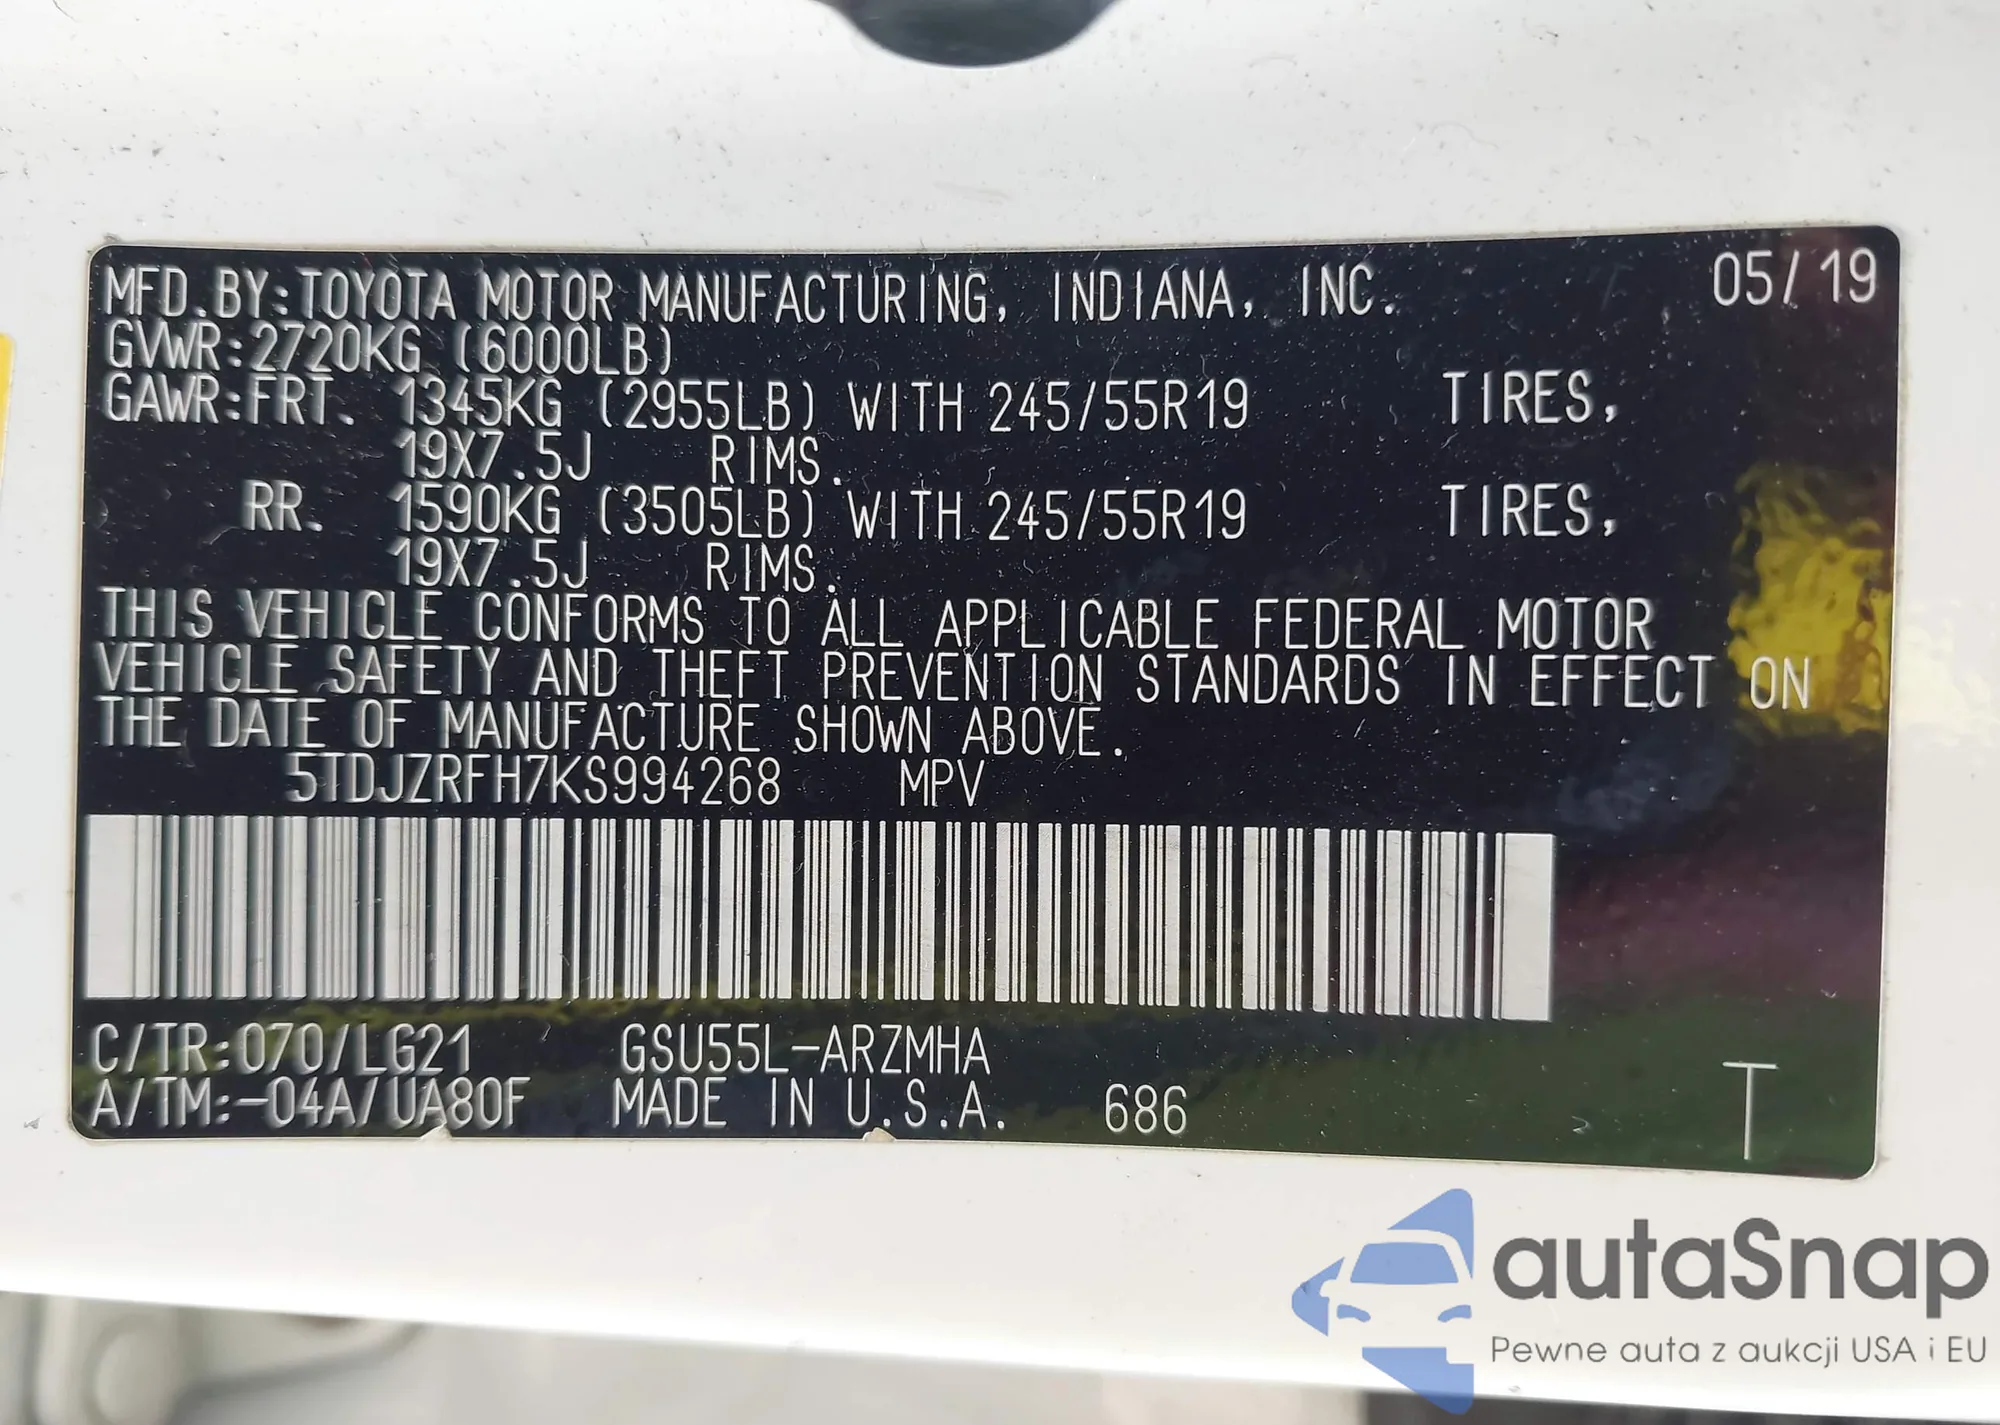 MFD.BY:TOYOTA MOTOR MANUFACTURING, INDIANA, INC. 05/19
GVWR:2720KG (6000LB)
GAWR:FRT. 1345KG (2955LB) WITH 245/55R19 TIRES,
19X7.5J RIMS.
RR. 1590KG (3505LB) WITH 245/55R19 TIRES,
19X7.5J RIMS.
THIS VEHICLE CONFORMS TO ALL APPLICABLE FEDERAL MOTOR
VEHICLE SAFETY AND THEFT PREVENTION STANDARDS IN EFFECT ON
THE DATE OF MANUFACTURE SHOWN ABOVE.
5TDJZRFH7KS994268 MPV
C/TR:070/LG21 GSU55L-ARZMHA
A/TM:-04A/UA80F MADE IN U.S.A. 686 T
autaSnap
Pewne auta z aukcji USA i EU